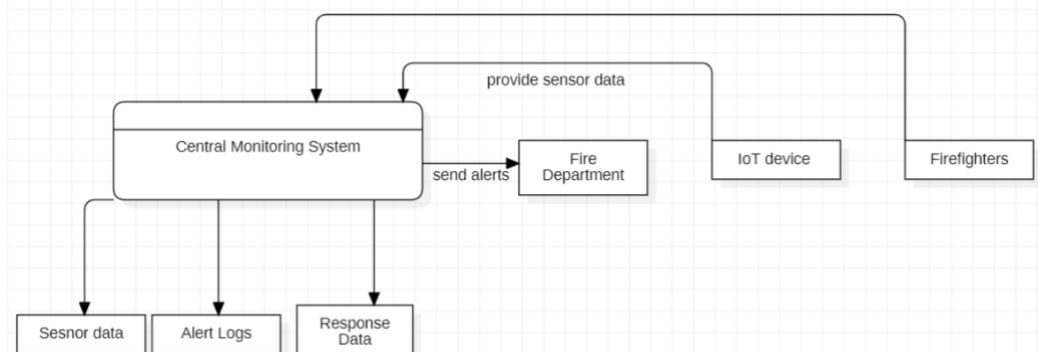 provide sensor data
Central Monitoring System
send alerts
Fire
Department
IoT device
Firefighters
Sesnor data
Alert Logs
Response
Data